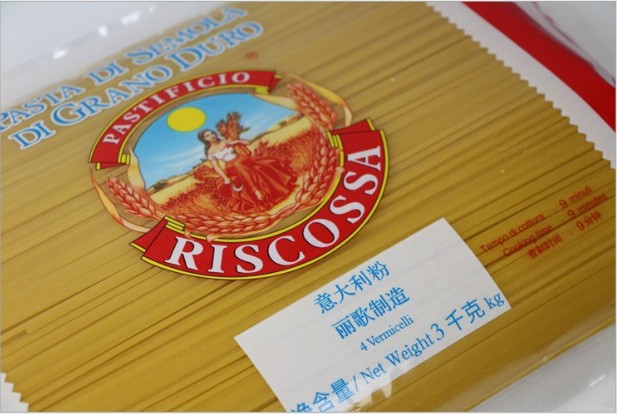 PASTA DI SEMOLA
DI GRANO DURO
PASTIFICIO
RISCOSSA
Tempo di cottura : 9 minuti
Cooking time : 9 minutes
煮制时间 : 9分钟
意大利粉
丽歌制造
4 Vermicelli
净含量/Net Weight 3 千克 kg